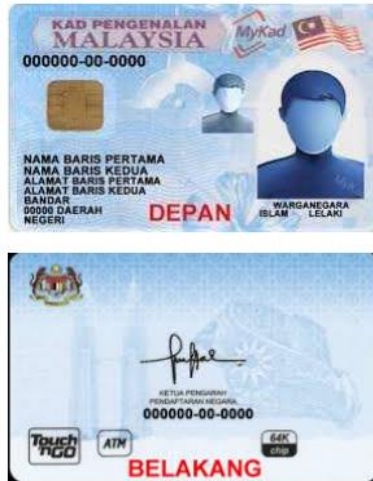 KAD PENGENALAN
MALAYSIA
MyKad
000000-00-0000
NAMA BARIS PERTAMA
NAMA BARIS KEDUA
ALAMAT BARIS PERTAMA
ALAMAT BARIS KEDUA
BANDAR
00000 DAERAH
NEGERI
DEPAN
WARGANEGARA
ISLAM LELAKI
KETUA PENGARAH
PENDAFTARAN NEGARA
000000-00-0000
Touch
'nGO
ATM
64K
chip
BELAKANG